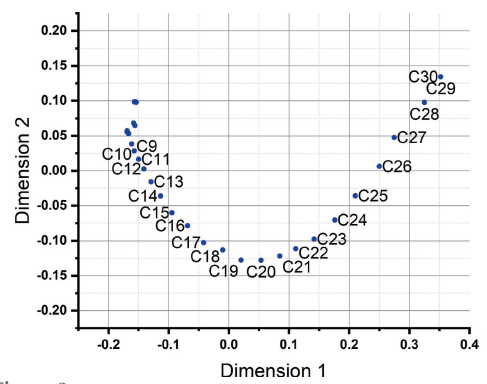 0.20
0.15
C30
C29
0.10
C28
C27
0.05
C9
C10
C11
C26
C12
0.00
C13
C25
C14
-0.05
C15
C24
C16
C23
-0.10
C17
C22
C18
C21
C19
C20
-0.15
-0.20
Dimension 2
-0.2 -0.1 0.0 0.1 0.2 0.3 0.4
Dimension 1